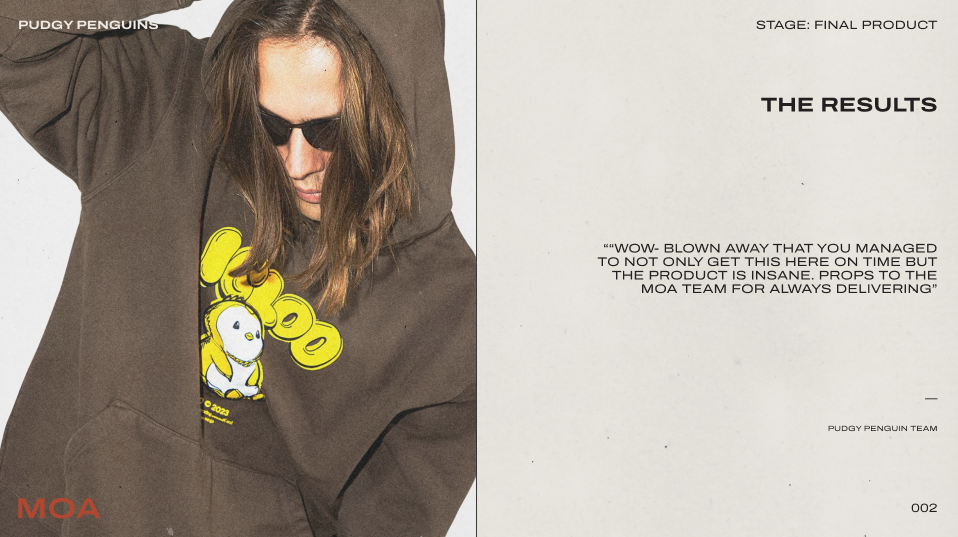 PUDGY PENGUINS
© 2023
MOA
STAGE: FINAL PRODUCT
THE RESULTS
““WOW- BLOWN AWAY THAT YOU MANAGED
TO NOT ONLY GET THIS HERE ON TIME BUT
THE PRODUCT IS INSANE. PROPS TO THE
MOA TEAM FOR ALWAYS DELIVERING”
—
PUDGY PENGUIN TEAM
002